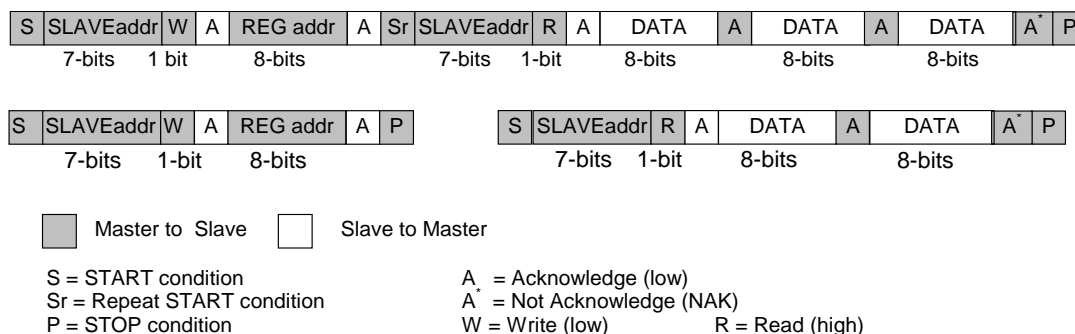 S SLAVEaddr W A REG addr A Sr SLAVEaddr R A DATA A DATA A DATA A* P
7-bits 1 bit 8-bits 7-bits 1-bit 8-bits 8-bits 8-bits
S SLAVEaddr W A REG addr A P
7-bits 1-bit 8-bits
S SLAVEaddr R A DATA A DATA A* P
7-bits 1-bit 8-bits 8-bits
Master to Slave Slave to Master
S = START condition
Sr = Repeat START condition
P = STOP condition
A = Acknowledge (low)
A* = Not Acknowledge (NAK)
W = Write (low) R = Read (high)